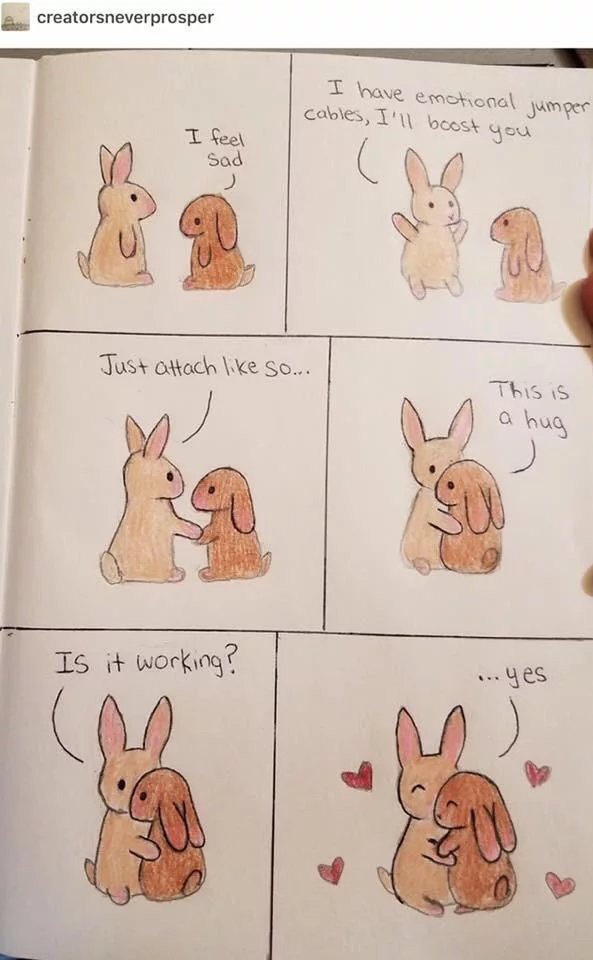 creatorsneverprosper
I feel
sad
I have emotional jumper
cables, I'll boost you
Just attach like so...
This is
a hug
Is it working?
...yes